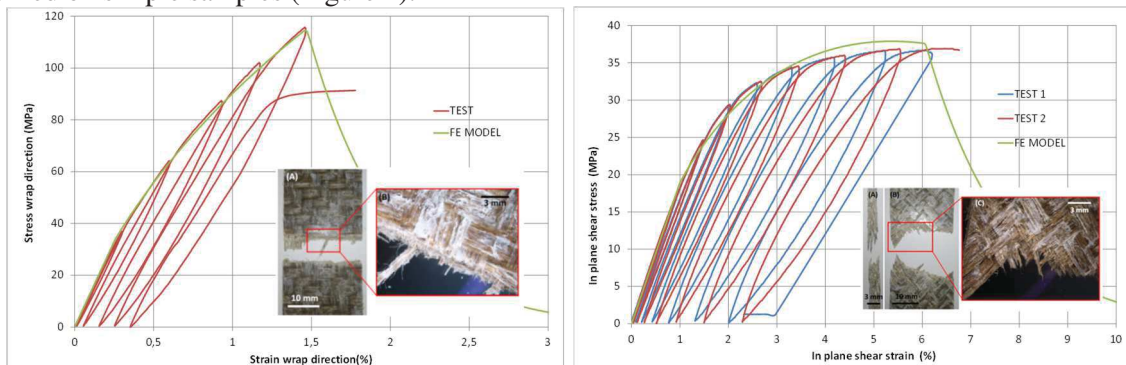 120
100
80
60
40
20
0
Stress wrap direction (MPa)
TEST
FE MODEL
(A)
(B)
3 mm
10 mm
0
0,5
1
1,5
2
2,5
3
Strain wrap direction(%)
40
35
30
25
20
15
10
5
0
In plane shear stress (MPa)
TEST 1
TEST 2
FE MODEL
(A)
(B)
(C)
3 mm
3 mm
10 mm
0
1
2
3
4
5
6
7
8
9
10
In plane shear strain (%)